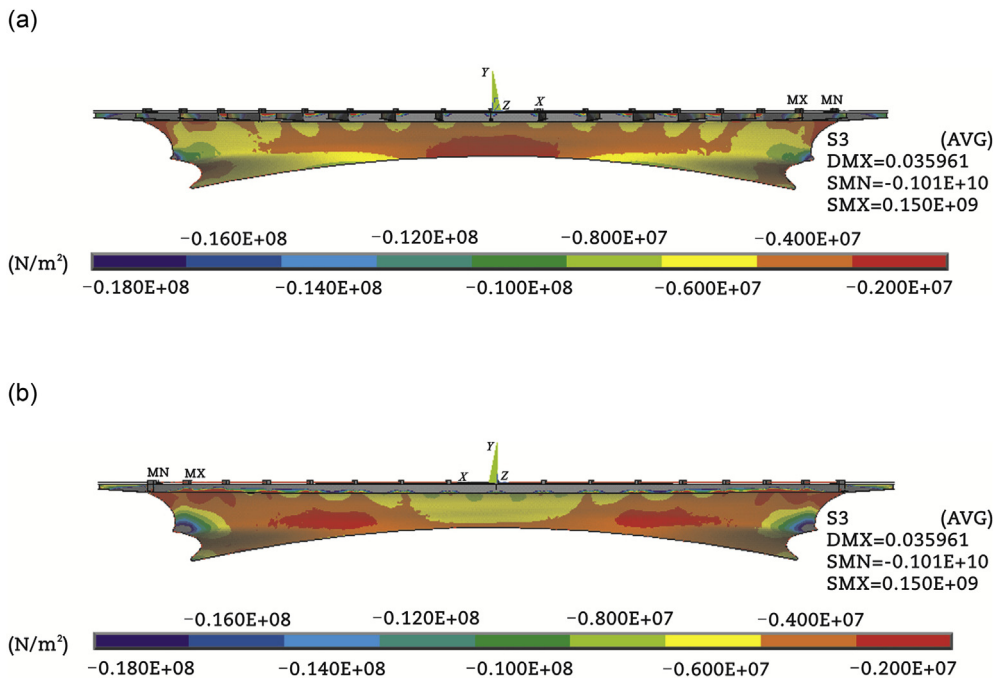 (a)
Y
Z X
MX MN
S3 (AVG)
DMX=0.035961
SMN=-0.101E+10
SMX=0.150E+09
−0.160E+08 −0.120E+08 −0.800E+07 −0.400E+07
(N/m²)
−0.180E+08 −0.140E+08 −0.100E+08 −0.600E+07 −0.200E+07
(b)
Y
MN MX X Z
S3 (AVG)
DMX=0.035961
SMN=-0.101E+10
SMX=0.150E+09
−0.160E+08 −0.120E+08 −0.800E+07 −0.400E+07
(N/m²)
−0.180E+08 −0.140E+08 −0.100E+08 −0.600E+07 −0.200E+07